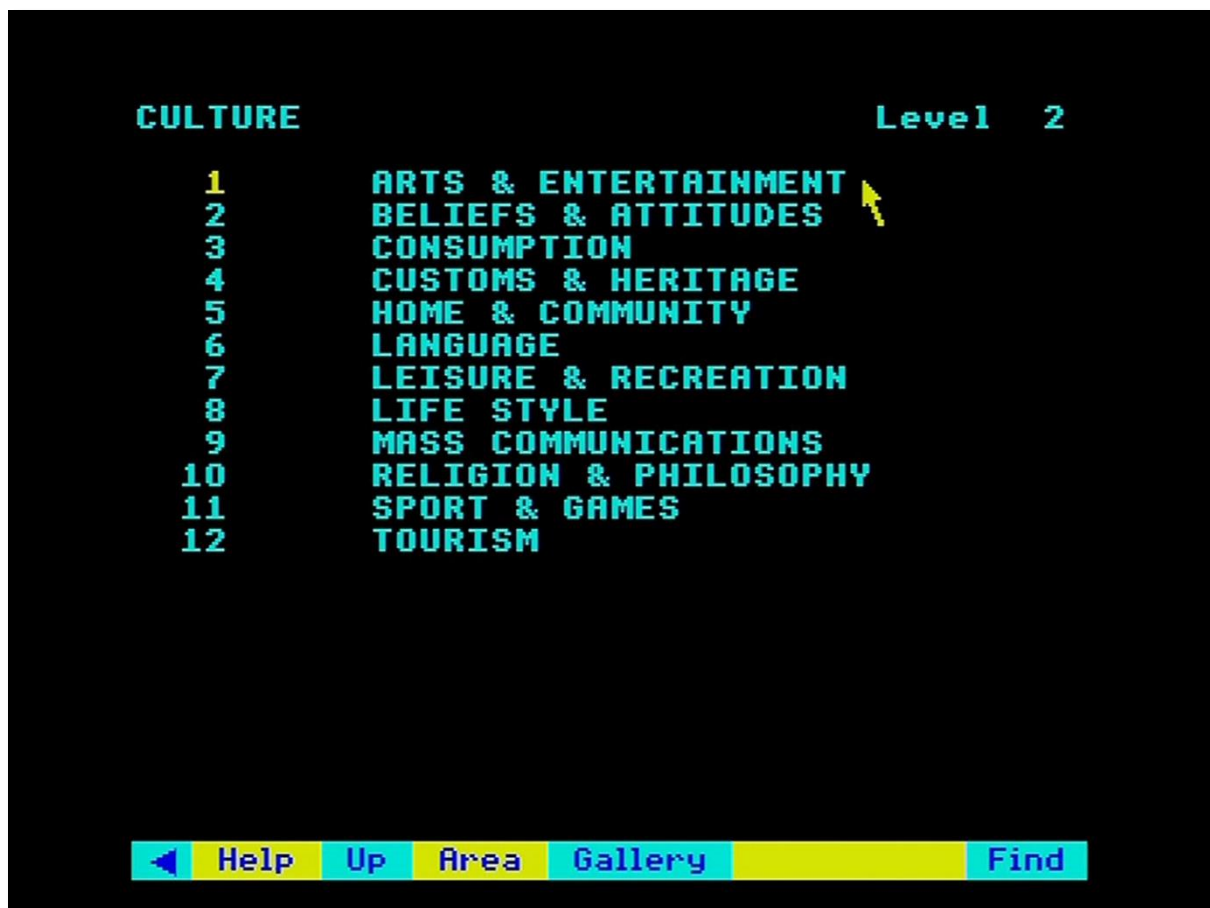 CULTURE Level 2
1 ARTS & ENTERTAINMENT
2 BELIEFS & ATTITUDES
3 CONSUMPTION
4 CUSTOMS & HERITAGE
5 HOME & COMMUNITY
6 LANGUAGE
7 LEISURE & RECREATION
8 LIFE STYLE
9 MASS COMMUNICATIONS
10 RELIGION & PHILOSOPHY
11 SPORT & GAMES
12 TOURISM
Help Up Area Gallery Find